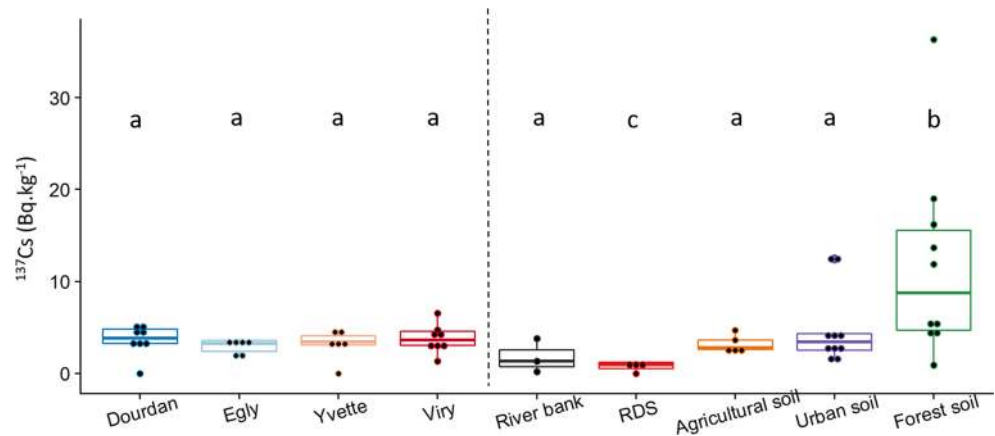 ¹³⁷Cs (Bq.kg⁻¹)
30
20
10
0
a a a a a c a a b
Dourdan Egly Yvette Viry River bank RDS Agricultural soil Urban soil Forest soil